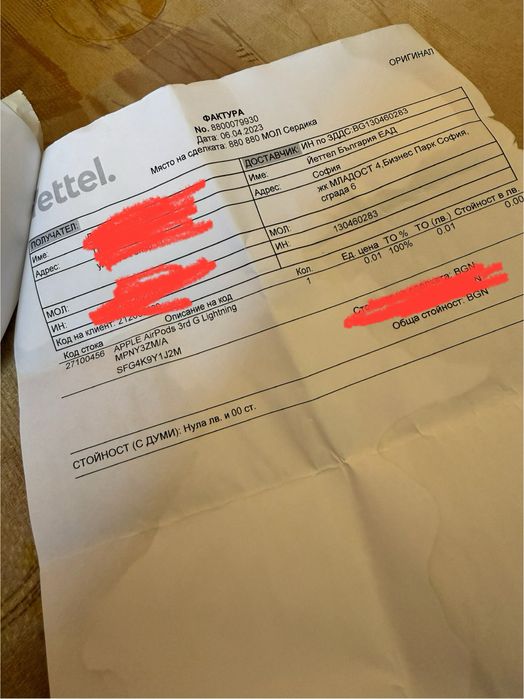 ОРИГИНАЛ
ФАКТУРА
No. 8800079930
Дата: 06.04.2023
Място на сделката: 880 880 МОЛ Сердика
yettel.
ПОЛУЧАТЕЛ:
Име:
Адрес:
МОЛ:
ИН:
ДОСТАВЧИК: ИН по ЗДДС:BG130460283
Име: Йеттел България ЕАД
Адрес: София
жк МЛАДОСТ 4,Бизнес Парк София,
сграда 6
МОЛ:
ИН: 130460283
Код на клиент:
Код стока Описание на код Кол. Ед. цена ТО % ТО (лв.) Стойност в лв.
27100456 APPLE AirPods 3rd G Lightning 1 0.01 100% 0.01 0.00
MPNY3ZM/A
SFG4K9Y1J2M
BGN
Обща стойност: BGN
СТОЙНОСТ (С ДУМИ): Нула лв. и 00 ст.